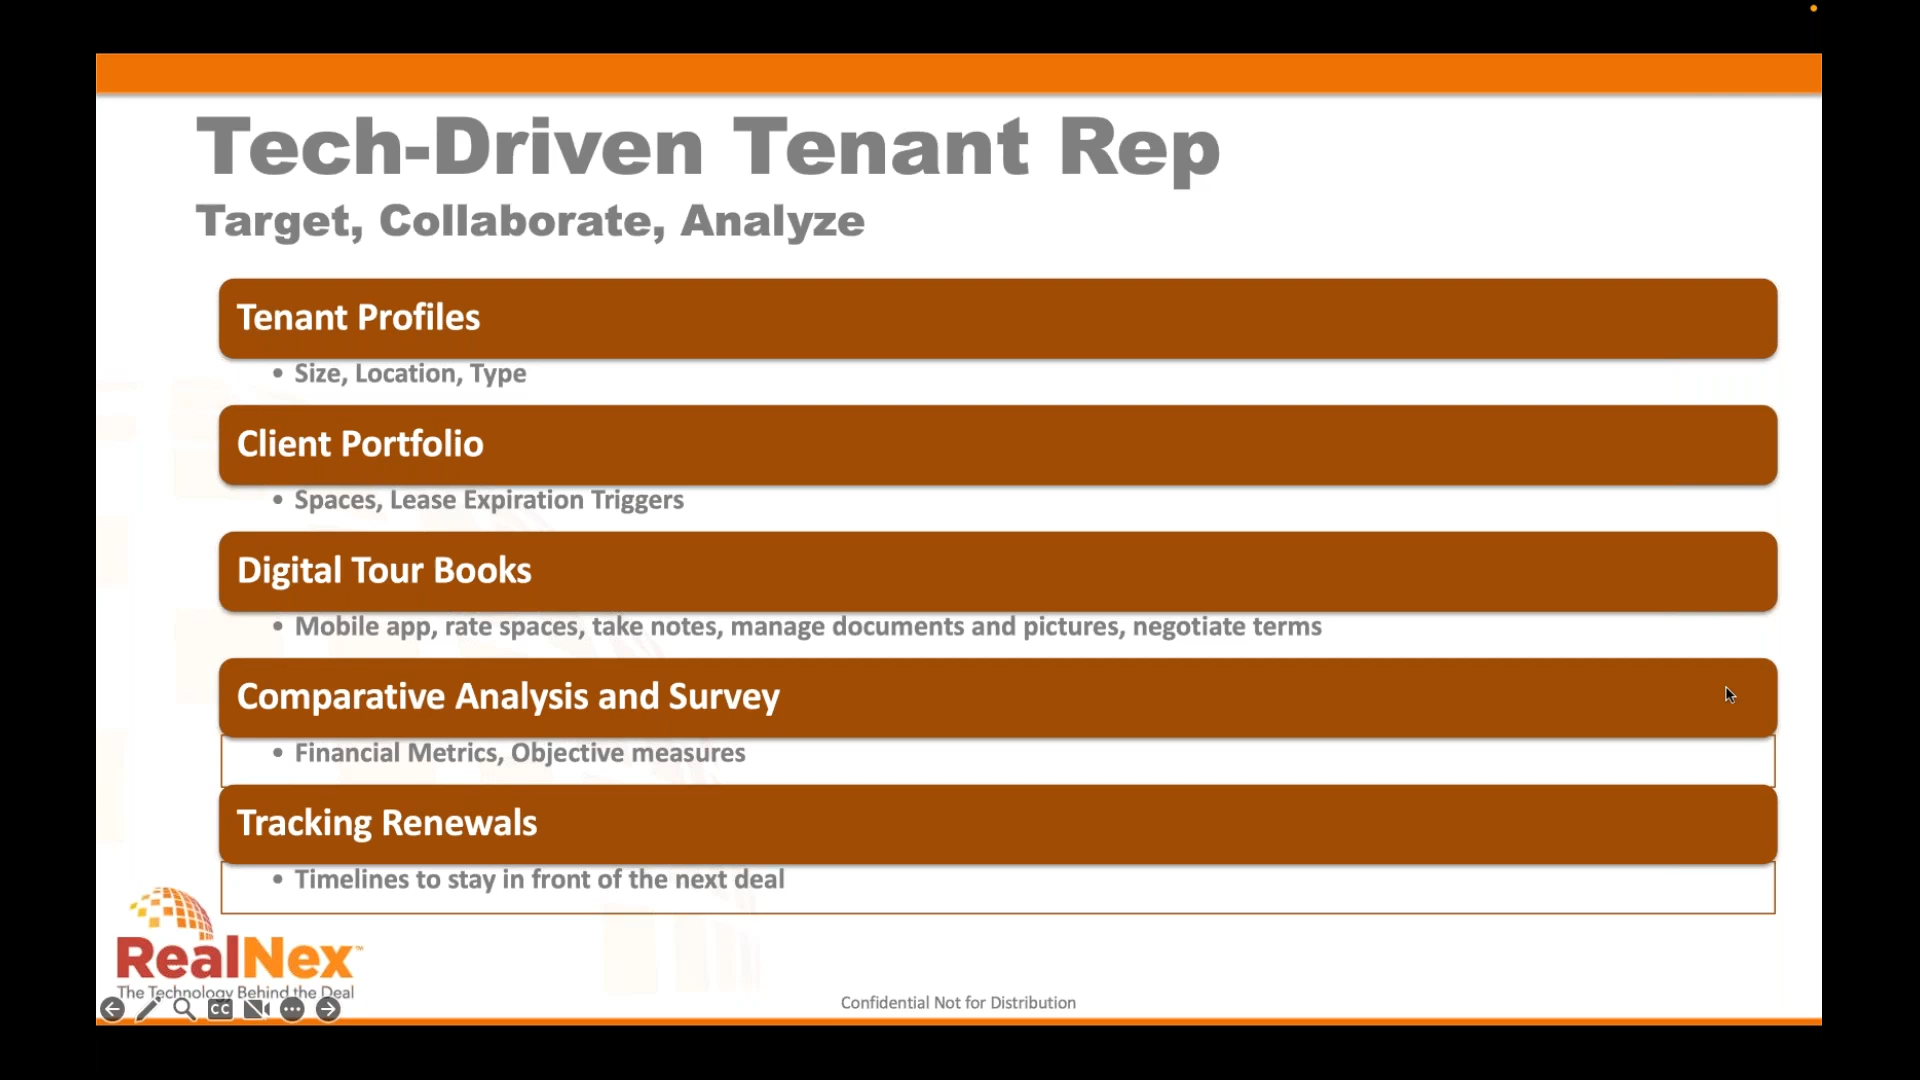 Tech-Driven Tenant Rep
Target, Collaborate, Analyze
Tenant Profiles
• Size, Location, Type
Client Portfolio
• Spaces, Lease Expiration Triggers
Digital Tour Books
• Mobile app, rate spaces, take notes, manage documents and pictures, negotiate terms
Comparative Analysis and Survey
• Financial Metrics, Objective measures
Tracking Renewals
• Timelines to stay in front of the next deal
RealNex™
The Technology Behind the Deal
CC
Confidential Not for Distribution